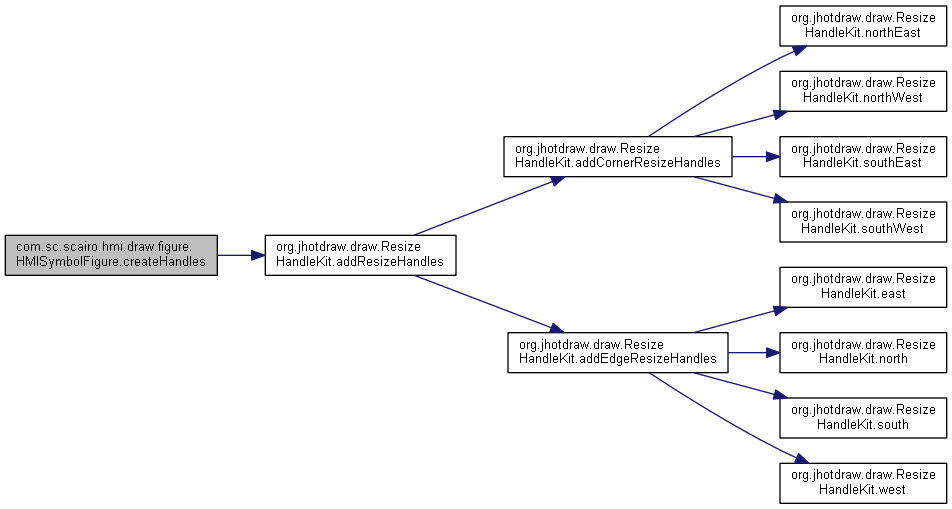 com.sc.scairo.hmi.draw.figure.
HMISymbolFigure.createHandles
org.jhotdraw.draw.Resize
HandleKit.addResizeHandles
org.jhotdraw.draw.Resize
HandleKit.addCornerResizeHandles
org.jhotdraw.draw.Resize
HandleKit.northEast
org.jhotdraw.draw.Resize
HandleKit.northWest
org.jhotdraw.draw.Resize
HandleKit.southEast
org.jhotdraw.draw.Resize
HandleKit.southWest
org.jhotdraw.draw.Resize
HandleKit.addEdgeResizeHandles
org.jhotdraw.draw.Resize
HandleKit.east
org.jhotdraw.draw.Resize
HandleKit.north
org.jhotdraw.draw.Resize
HandleKit.south
org.jhotdraw.draw.Resize
HandleKit.west